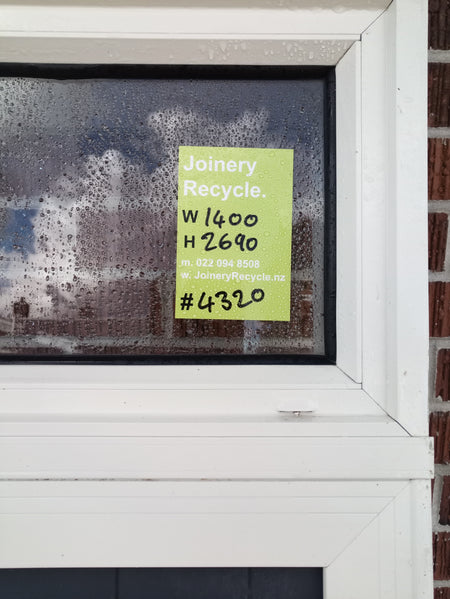 Joinery
Recycle.
W 1400
H 2690
m. 022 094 8508
w. JoineryRecycle.nz
#4320